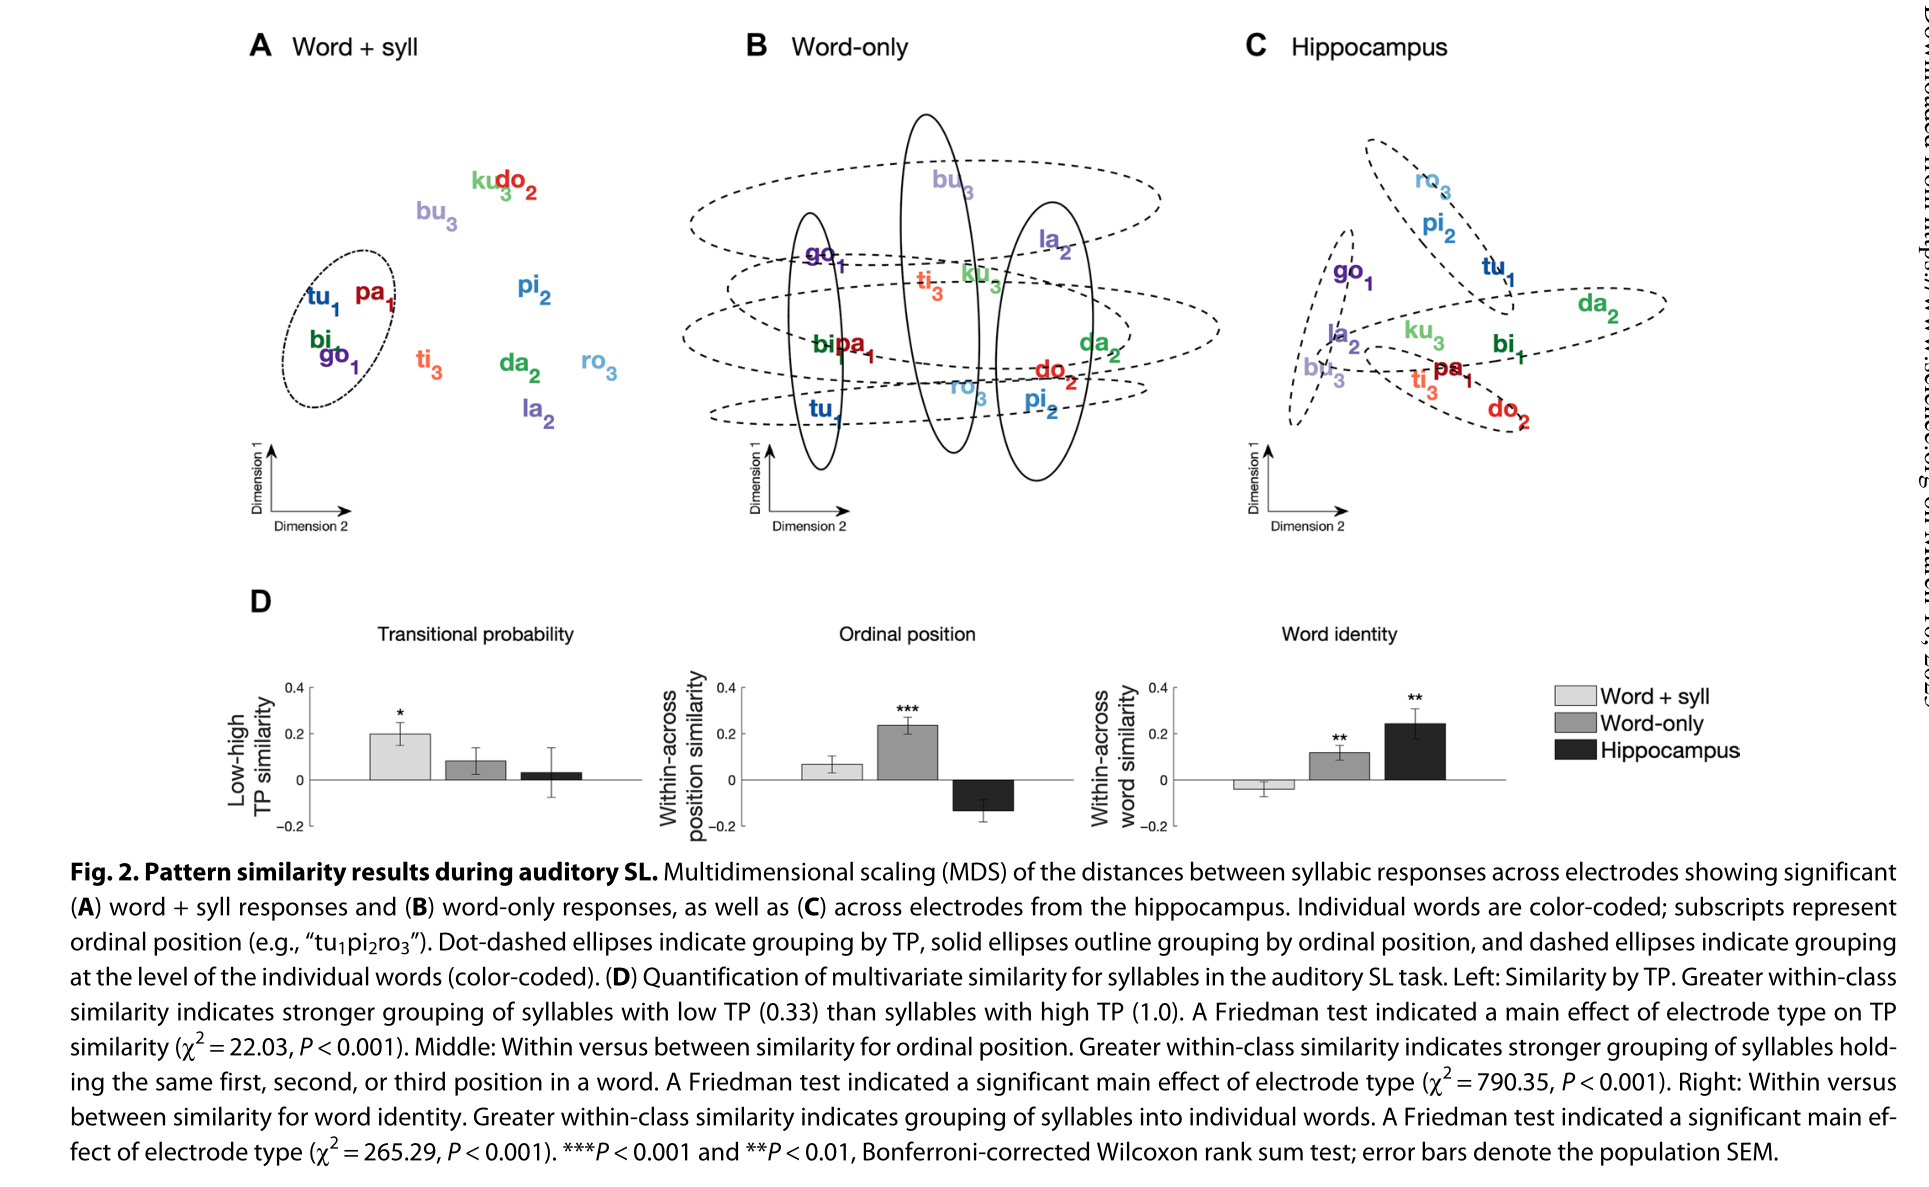 A Word + syll
B Word-only
C Hippocampus
ku3 do2
bu3
tu1 pa1
pi2
bi1
go1
ti3
da2
ro3
la2
Dimension 1
Dimension 2
bu3
go1
la2
ti3 ku3
bi pa1
da2
do2
ro3
pi2
tu1
Dimension 1
Dimension 2
ro3
pi2
go1
tu1
da2
la2
ku3
bi1
bu3
ti3
pa1
do2
Dimension 1
Dimension 2
D
Transitional probability
Low-high
TP similarity
0.4
0.2
0
−0.2
*
Ordinal position
Within-across
position similarity
0.4
0.2
0
−0.2
***
Word identity
Within-across
word similarity
0.4
0.2
0
−0.2
**
**
Word + syll
Word-only
Hippocampus
Fig. 2. Pattern similarity results during auditory SL. Multidimensional scaling (MDS) of the distances between syllabic responses across electrodes showing significant
(A) word + syll responses and (B) word-only responses, as well as (C) across electrodes from the hippocampus. Individual words are color-coded; subscripts represent
ordinal position (e.g., “tu1pi2ro3”). Dot-dashed ellipses indicate grouping by TP, solid ellipses outline grouping by ordinal position, and dashed ellipses indicate grouping
at the level of the individual words (color-coded). (D) Quantification of multivariate similarity for syllables in the auditory SL task. Left: Similarity by TP. Greater within-class
similarity indicates stronger grouping of syllables with low TP (0.33) than syllables with high TP (1.0). A Friedman test indicated a main effect of electrode type on TP
similarity (χ2 = 22.03, P < 0.001). Middle: Within versus between similarity for ordinal position. Greater within-class similarity indicates stronger grouping of syllables hold-
ing the same first, second, or third position in a word. A Friedman test indicated a significant main effect of electrode type (χ2 = 790.35, P < 0.001). Right: Within versus
between similarity for word identity. Greater within-class similarity indicates grouping of syllables into individual words. A Friedman test indicated a significant main ef-
fect of electrode type (χ2 = 265.29, P < 0.001). ***P < 0.001 and **P < 0.01, Bonferroni-corrected Wilcoxon rank sum test; error bars denote the population SEM.